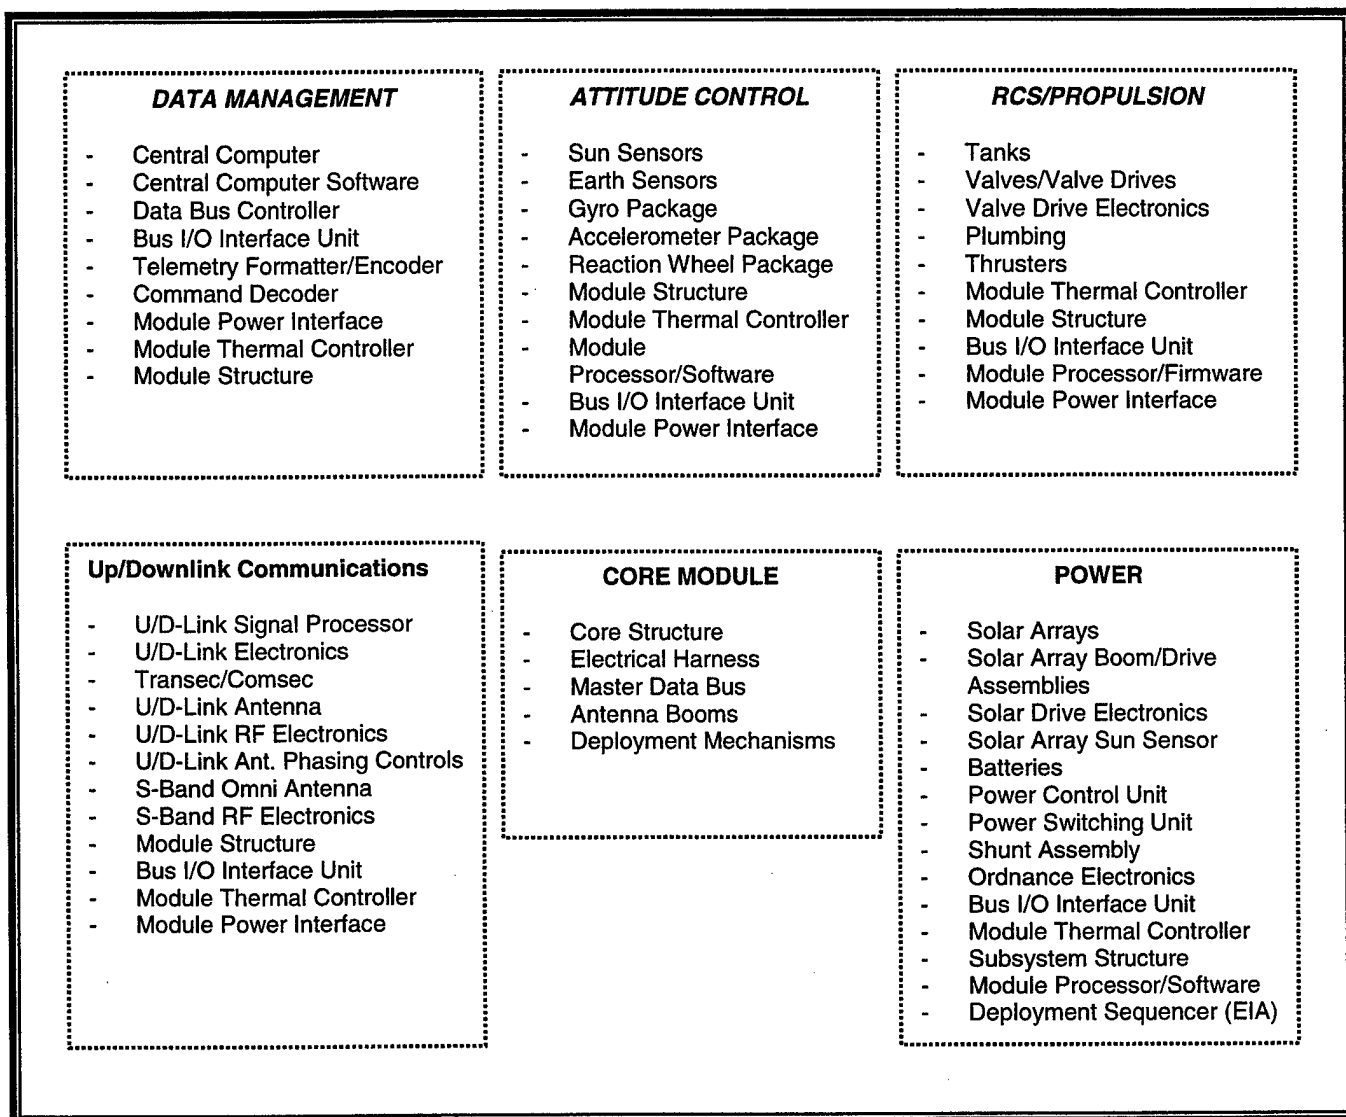 DATA MANAGEMENT
- Central Computer
- Central Computer Software
- Data Bus Controller
- Bus I/O Interface Unit
- Telemetry Formatter/Encoder
- Command Decoder
- Module Power Interface
- Module Thermal Controller
- Module Structure
ATTITUDE CONTROL
- Sun Sensors
- Earth Sensors
- Gyro Package
- Accelerometer Package
- Reaction Wheel Package
- Module Structure
- Module Thermal Controller
- Module
Processor/Software
- Bus I/O Interface Unit
- Module Power Interface
RCS/PROPULSION
- Tanks
- Valves/Valve Drives
- Valve Drive Electronics
- Plumbing
- Thrusters
- Module Thermal Controller
- Module Structure
- Bus I/O Interface Unit
- Module Processor/Firmware
- Module Power Interface
Up/Downlink Communications
- U/D-Link Signal Processor
- U/D-Link Electronics
- Transec/Comsec
- U/D-Link Antenna
- U/D-Link RF Electronics
- U/D-Link Ant. Phasing Controls
- S-Band Omni Antenna
- S-Band RF Electronics
- Module Structure
- Bus I/O Interface Unit
- Module Thermal Controller
- Module Power Interface
CORE MODULE
- Core Structure
- Electrical Harness
- Master Data Bus
- Antenna Booms
- Deployment Mechanisms
POWER
- Solar Arrays
- Solar Array Boom/Drive
Assemblies
- Solar Drive Electronics
- Solar Array Sun Sensor
- Batteries
- Power Control Unit
- Power Switching Unit
- Shunt Assembly
- Ordnance Electronics
- Bus I/O Interface Unit
- Module Thermal Controller
- Subsystem Structure
- Module Processor/Software
- Deployment Sequencer (EIA)